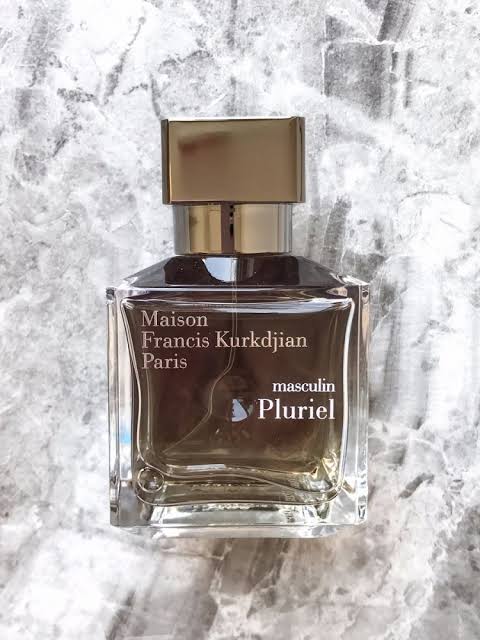 Maison
Francis Kurkdjian
Paris
masculin
Pluriel